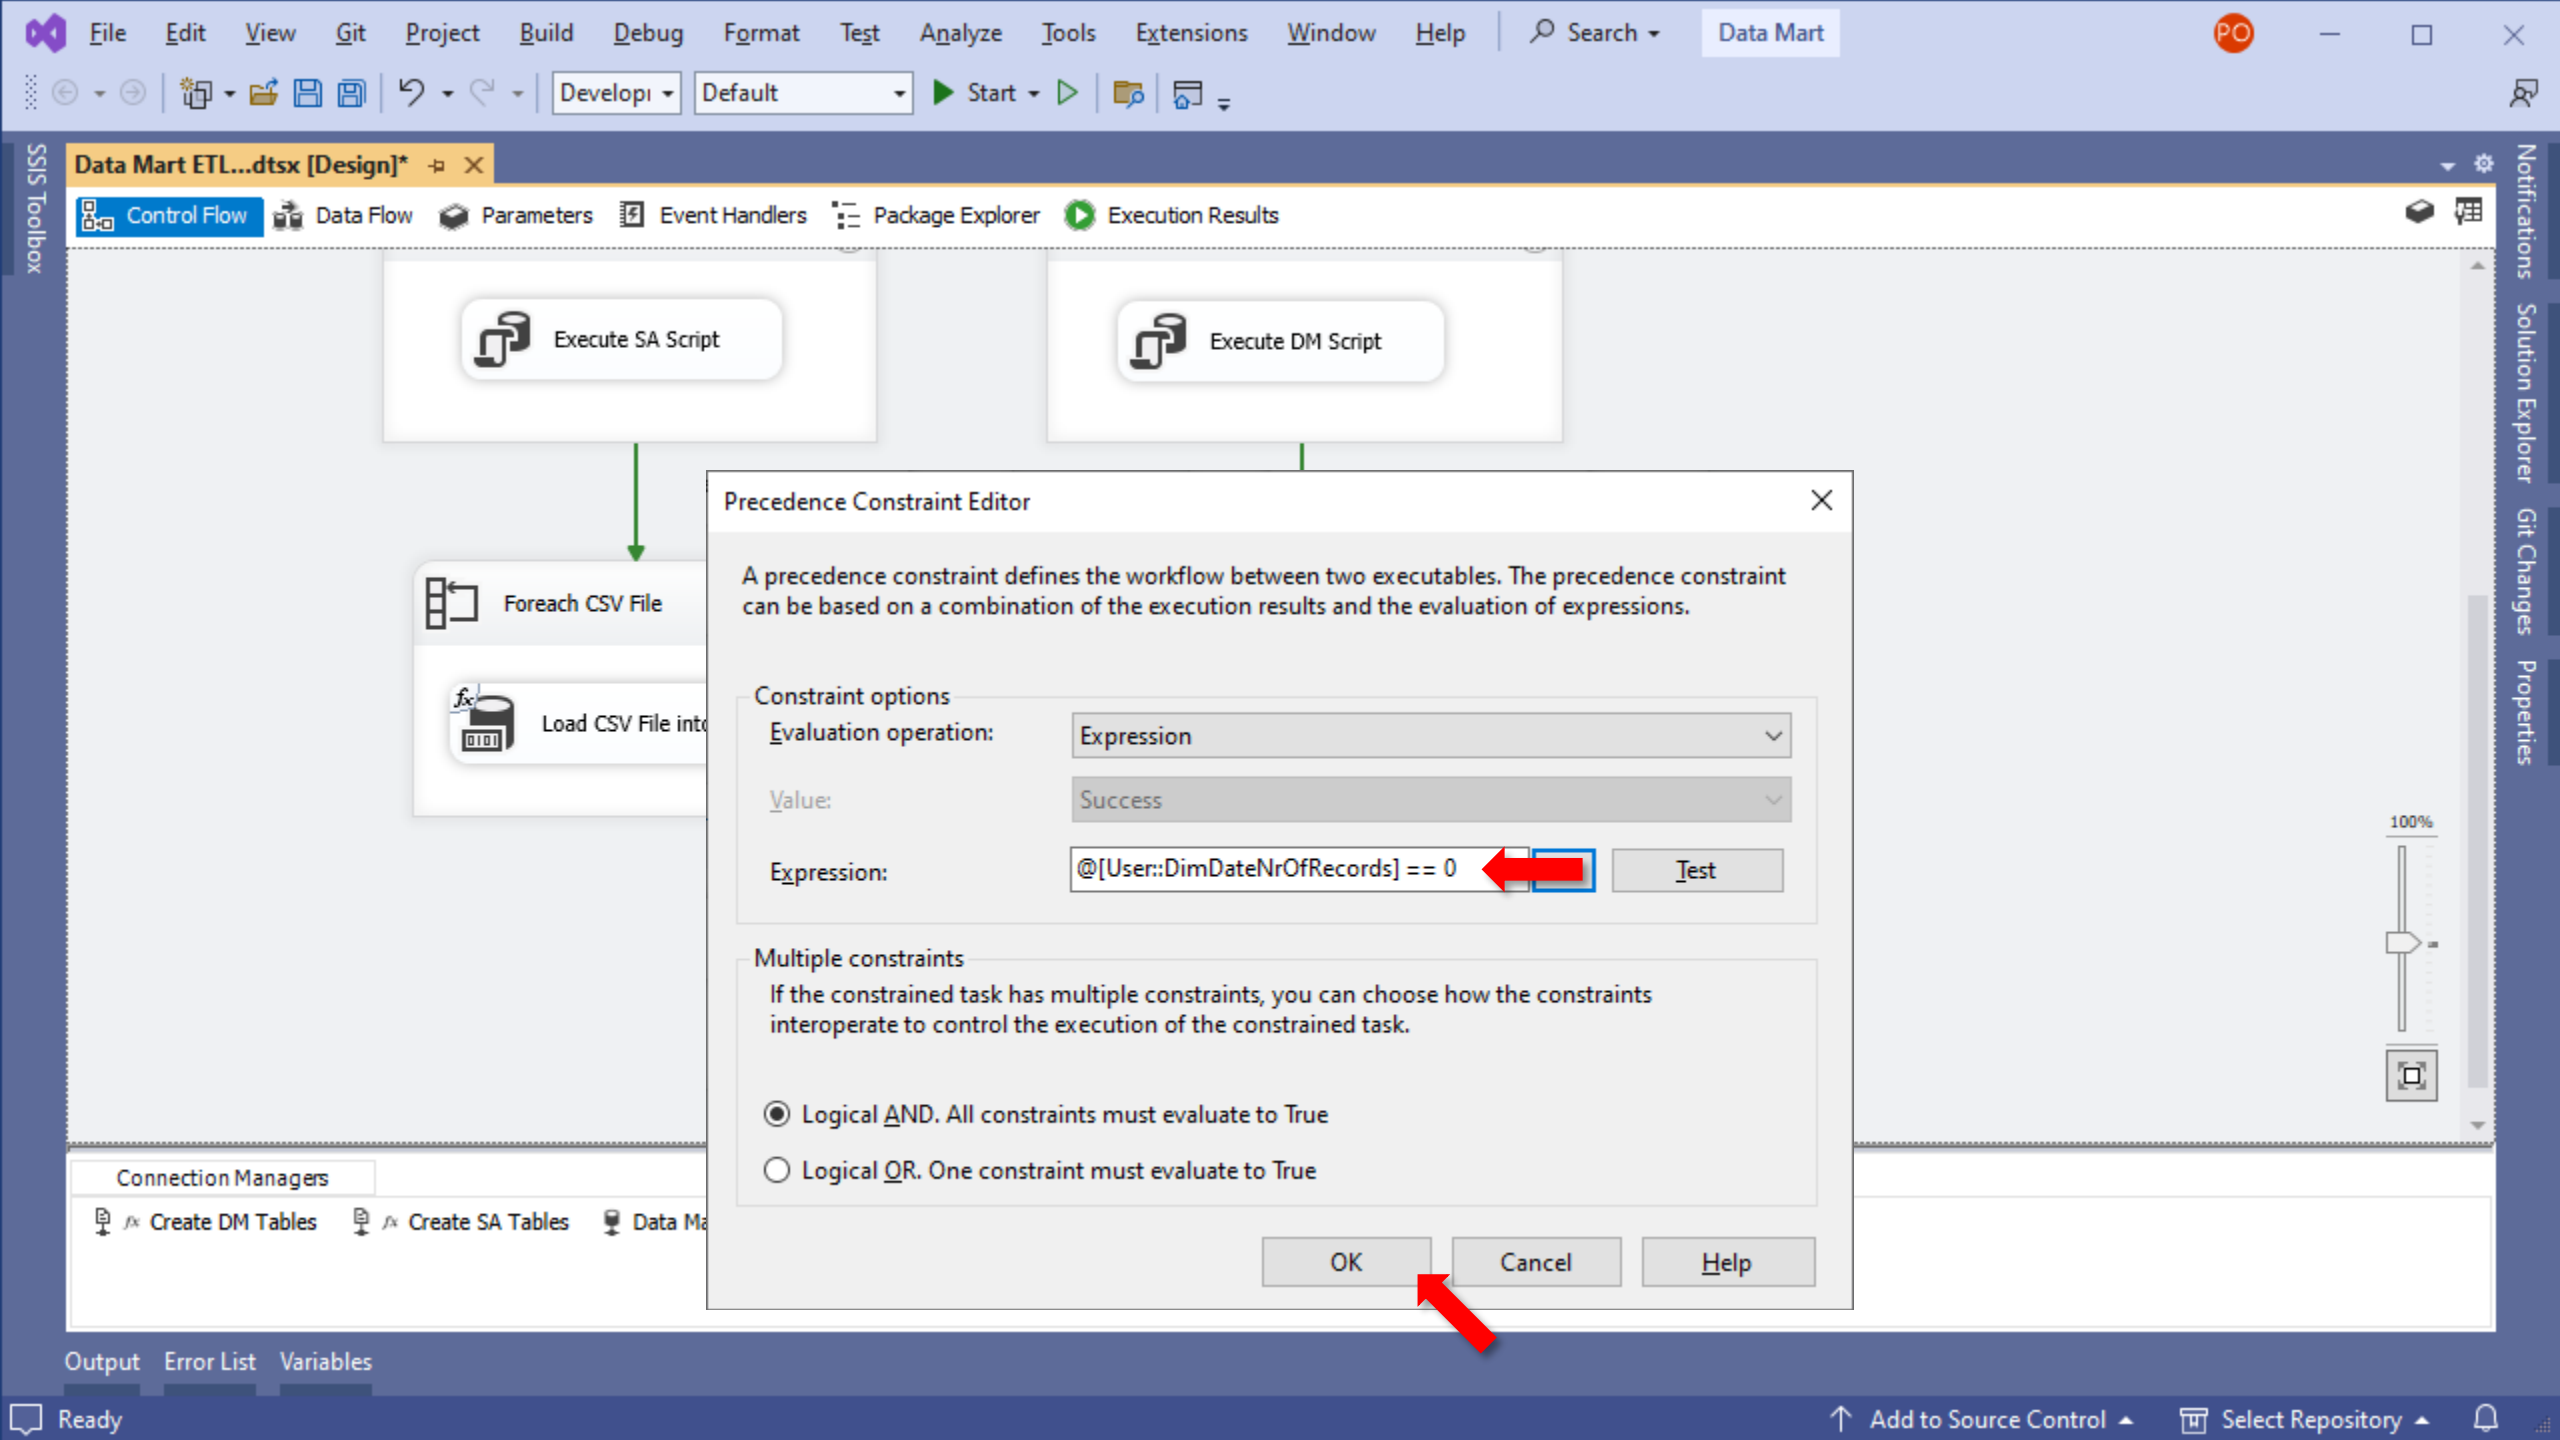 File Edit View Git Project Build Debug Format Test Analyze Tools Extensions Window Help Search Data Mart PO
Develop Default Start
SSIS Toolbox
Data Mart ETL...dtsx [Design]*
Control Flow Data Flow Parameters Event Handlers Package Explorer Execution Results
Execute SA Script
Execute DM Script
Foreach CSV File
Load CSV File into
Precedence Constraint Editor
A precedence constraint defines the workflow between two executables. The precedence constraint
can be based on a combination of the execution results and the evaluation of expressions.
Constraint options
Evaluation operation: Expression
Value: Success
Expression: @[User::DimDateNrOfRecords] == 0 Test
Multiple constraints
If the constrained task has multiple constraints, you can choose how the constraints
interoperate to control the execution of the constrained task.
Logical AND. All constraints must evaluate to True
Logical OR. One constraint must evaluate to True
OK Cancel Help
100%
Notifications
Solution Explorer
Git Changes
Properties
Connection Managers
fx Create DM Tables fx Create SA Tables Data Ma
Output Error List Variables
Ready Add to Source Control Select Repository